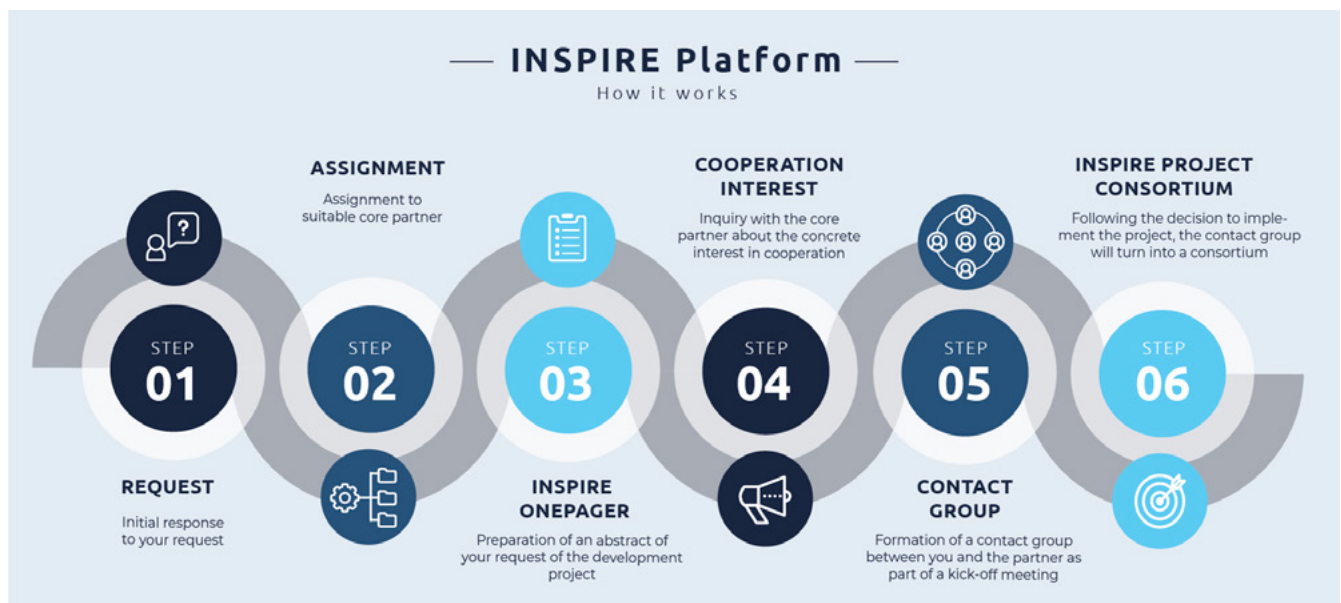 INSPIRE Platform
How it works
STEP
01
REQUEST
Initial response
to your request
ASSIGNMENT
Assignment to
suitable core partner
STEP
02
?
STEP
03
INSPIRE
ONEPAGER
Preparation of an abstract of
your request of the development
project
COOPERATION
INTEREST
Inquiry with the core
partner about the concrete
interest in cooperation
STEP
04
STEP
05
CONTACT
GROUP
Formation of a contact group
between you and the partner as
part of a kick-off meeting
INSPIRE PROJECT
CONSORTIUM
Following the decision to imple-
ment the project, the contact group
will turn into a consortium
STEP
06